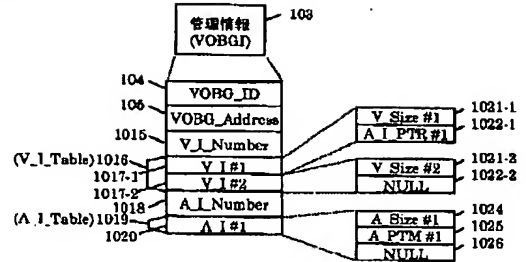 管理情報 103
(VOBGI)
104 VOBG_ID
106 VOBG_Address
1015 V_I_Number
(V_I_Table) 1016
1017-1 V_I#1
1017-2 V_I#2
1018 A_I_Number
(A_I_Table) 1019
1020 A_I#1
V_Size #1 1021-1
A_I_PTR #1 1022-1
V_Size #2 1021-2
NULL 1022-2
A_Size #1 1024
A_PTM #1 1025
NULL 1026